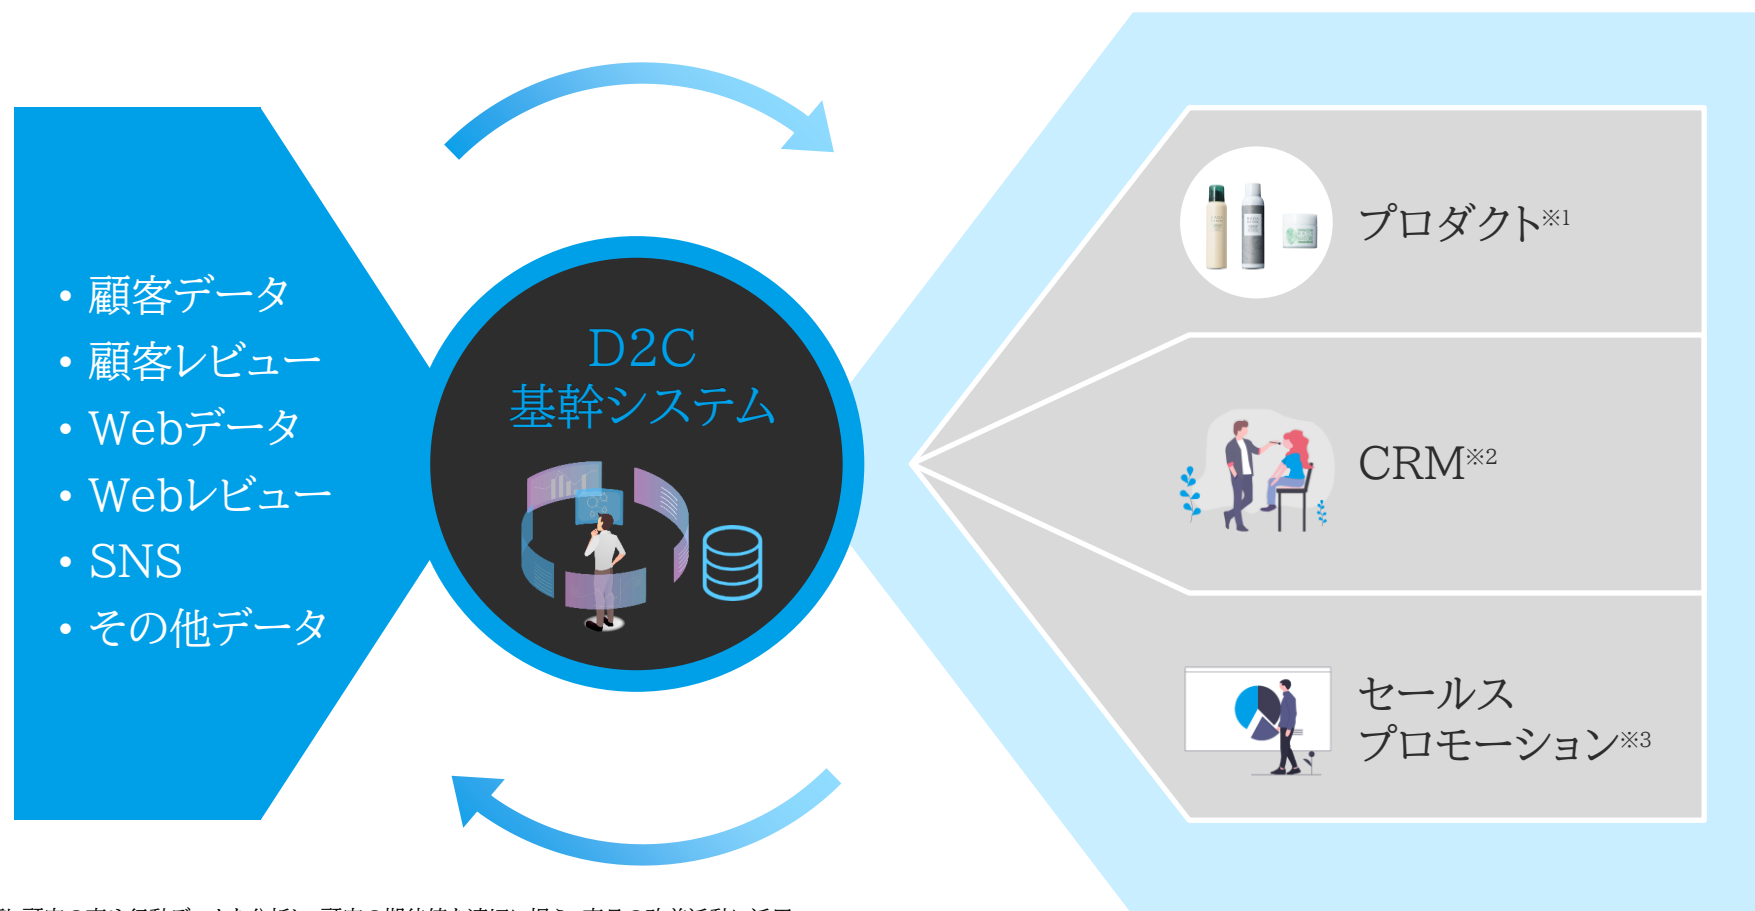 ・顧客データ
・顧客レビュー
・Webデータ
・Webレビュー
・SNS
・その他データ
D2C
基幹システム
プロダクト※1
CRM※2
セールス
プロモーション※3